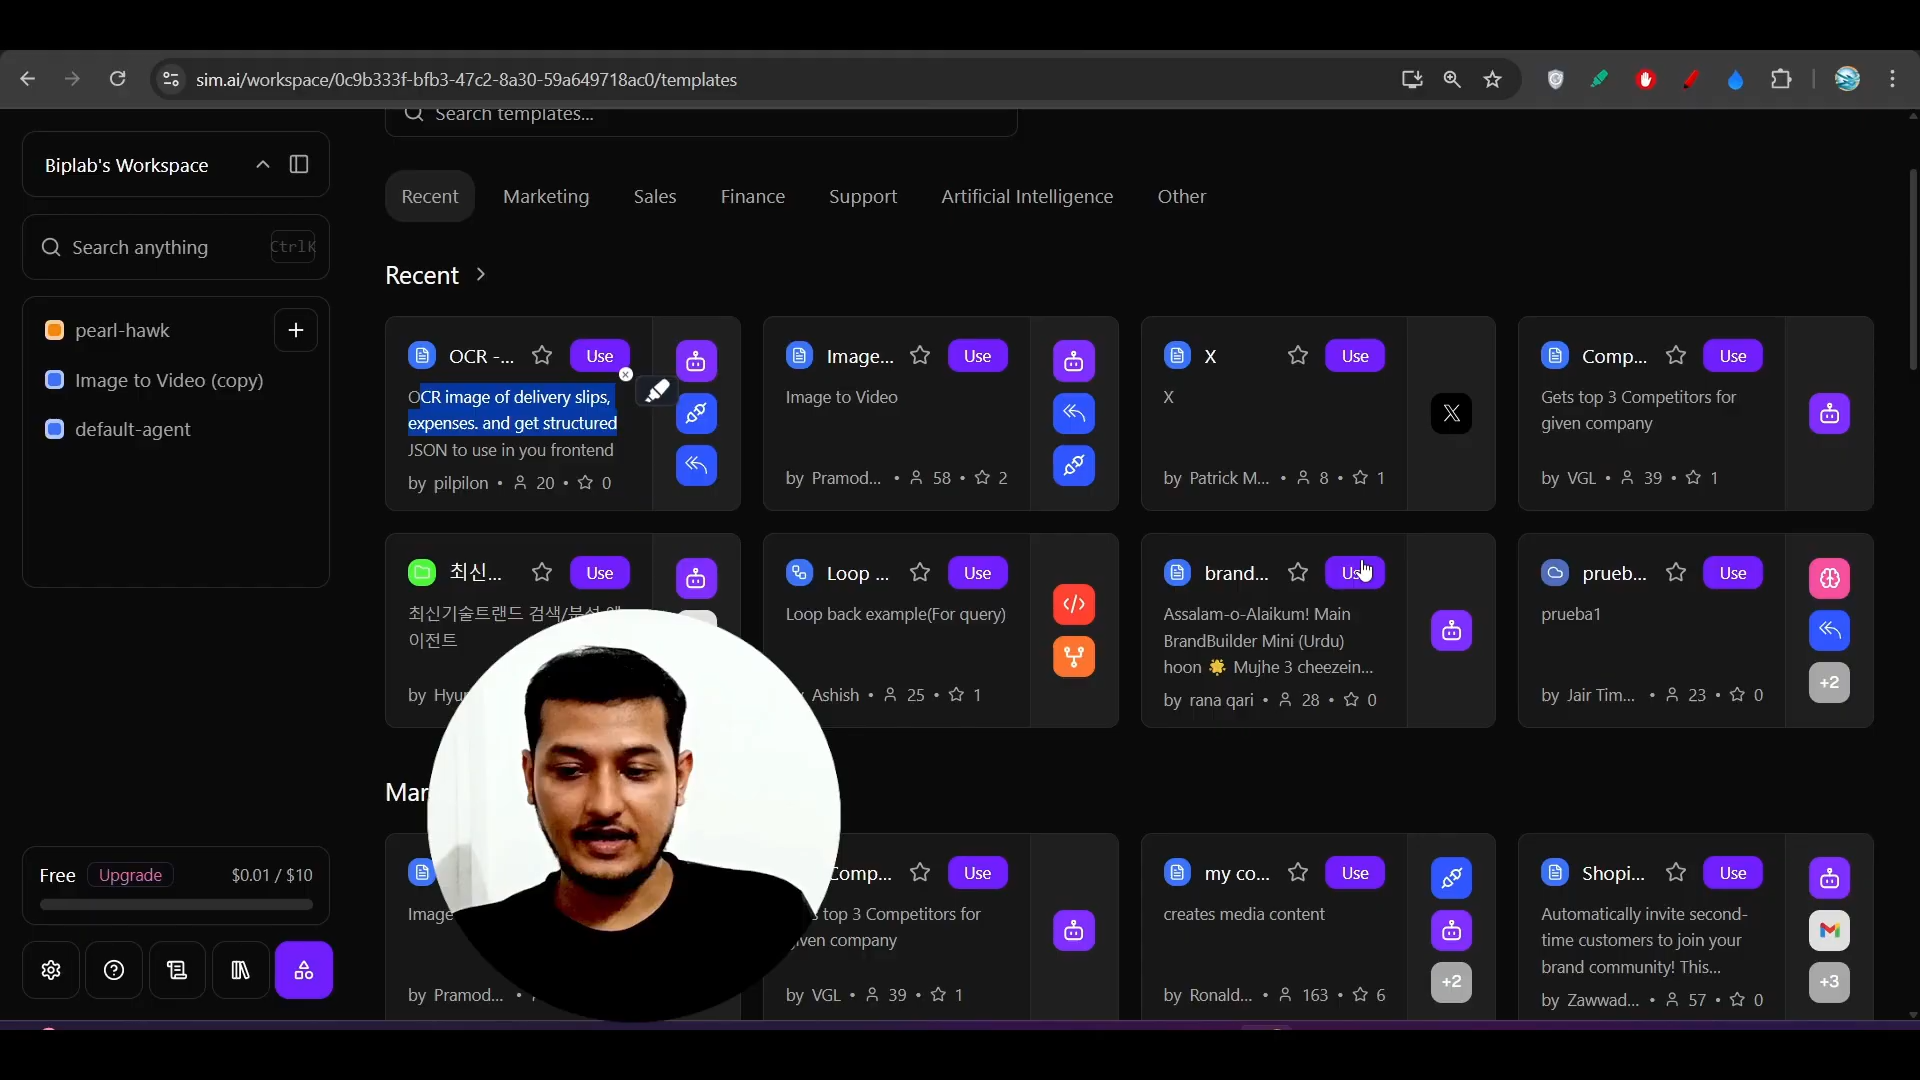 sim.ai/workspace/0c9b333f-bfb3-47c2-8a30-59a649718ac0/templates
Biplab's Workspace
Search anything
CtrlK
pearl-hawk
Image to Video (copy)
default-agent
Free
Upgrade
$0.01 / $10
Search templates...
Recent
Marketing
Sales
Finance
Support
Artificial Intelligence
Other
Recent
OCR -...
Use
OCR image of delivery slips,
expenses. and get structured
JSON to use in you frontend
by pilpilon • 20 • 0
Image...
Use
Image to Video
by Pramod... • 58 • 2
X
Use
X
by Patrick M... • 8 • 1
Comp...
Use
Gets top 3 Competitors for
given company
by VGL • 39 • 1
최신...
Use
최신기술트랜드 검색/분석 에
이전트
by
Loop ...
Use
Loop back example(For query)
Ashish • 25 • 1
brand...
Use
Assalam-o-Alaikum! Main
BrandBuilder Mini (Urdu)
hoon 🌟 Mujhe 3 cheezein...
by rana qari • 28 • 0
prueb...
Use
prueba1
by Jair Tim... • 23 • 0
+2
Image
by Pramod... •
Comp...
Use
top 3 Competitors for
given company
by VGL • 39 • 1
my co...
Use
creates media content
by Ronald... • 163 • 6
+2
Shopi...
Use
Automatically invite second-
time customers to join your
brand community! This...
by Zawwad... • 57 • 0
+3